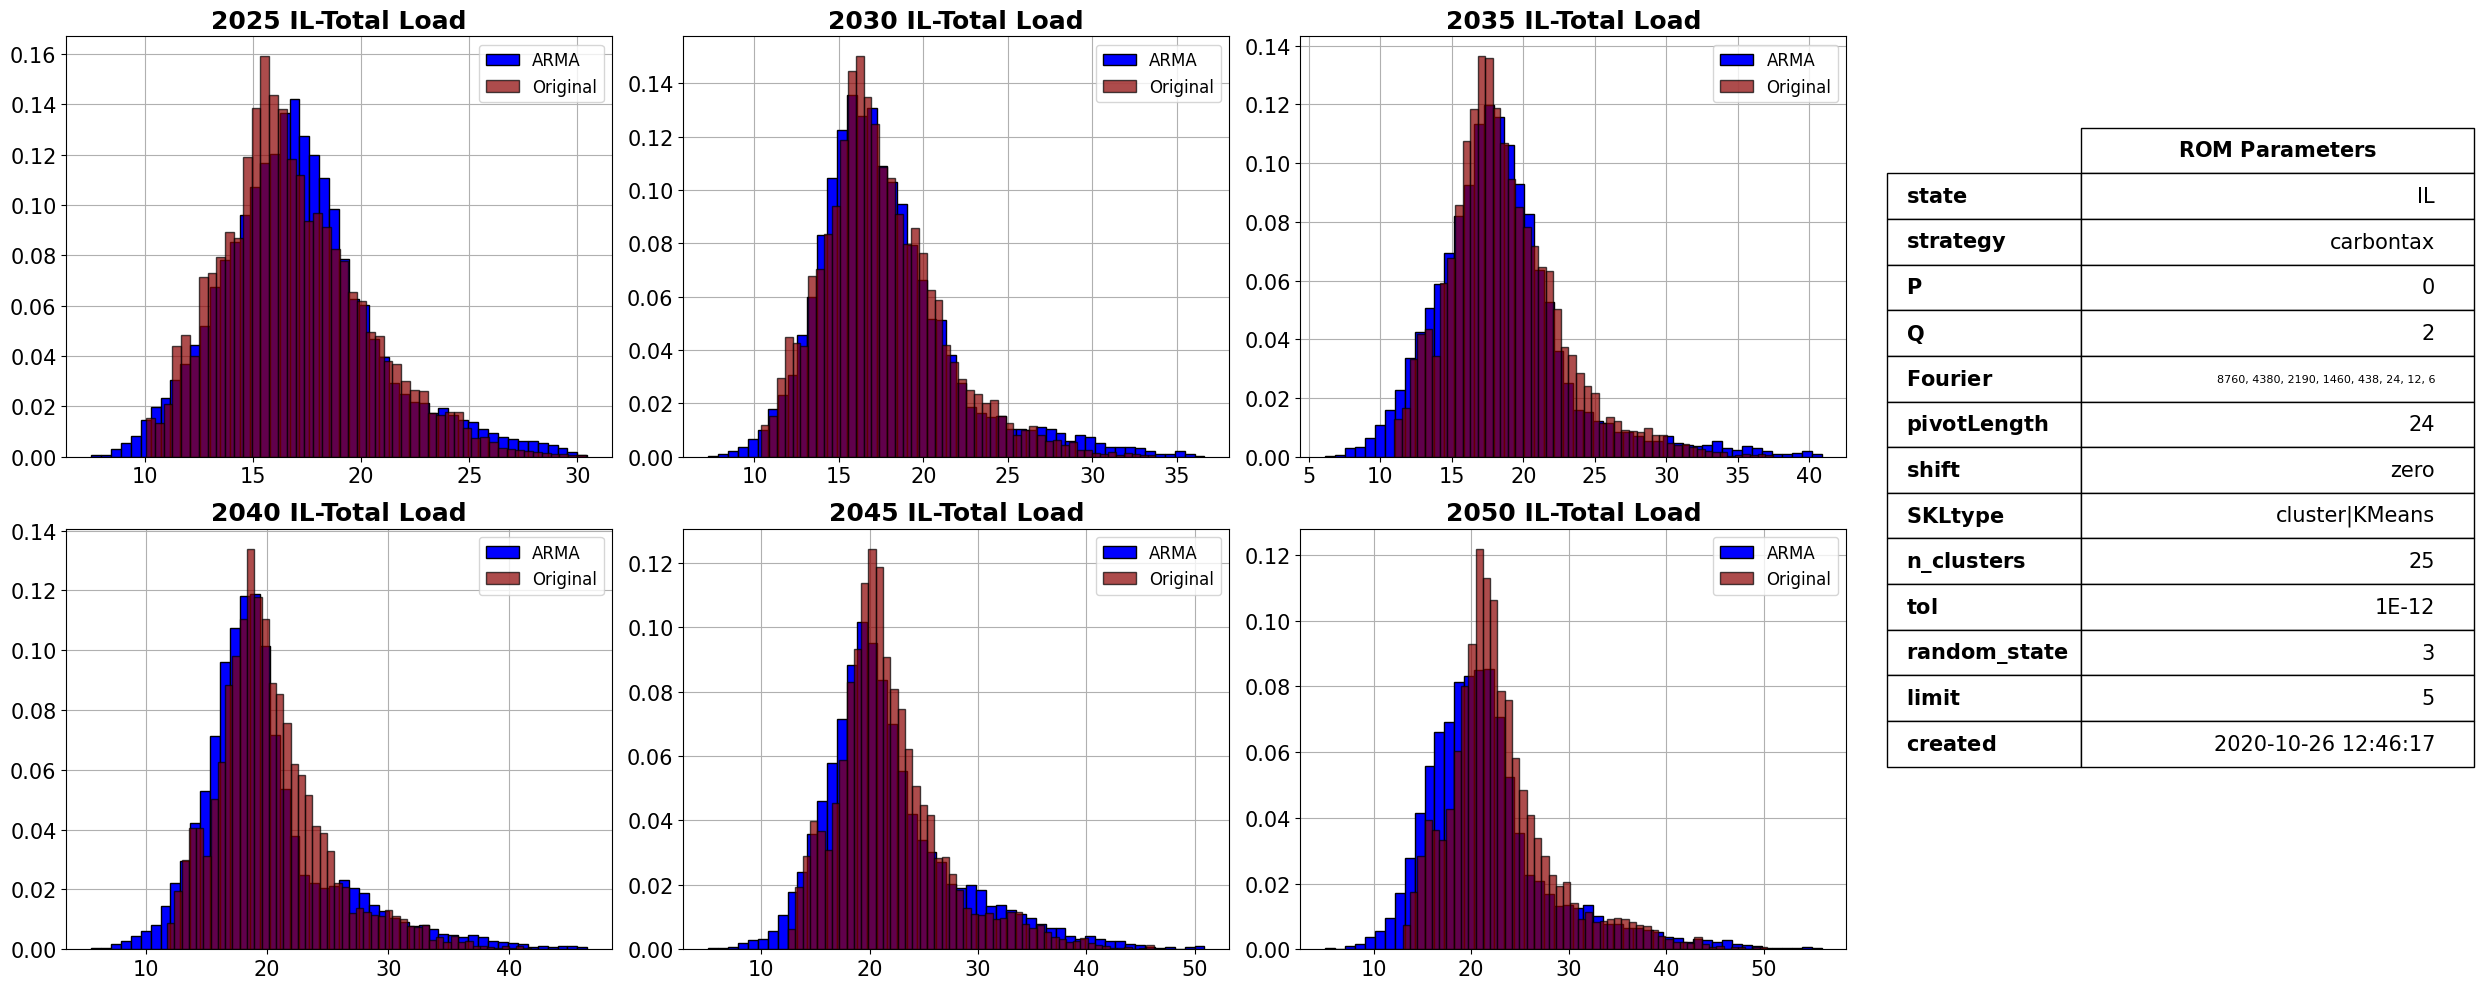 2025 IL-Total Load
0.16
0.14
0.12
0.10
0.08
0.06
0.04
0.02
0.00
10 15 20 25 30
ARMA
Original
2030 IL-Total Load
0.14
0.12
0.10
0.08
0.06
0.04
0.02
0.00
10 15 20 25 30 35
ARMA
Original
2035 IL-Total Load
0.14
0.12
0.10
0.08
0.06
0.04
0.02
0.00
5 10 15 20 25 30 35 40
ARMA
Original
2040 IL-Total Load
0.14
0.12
0.10
0.08
0.06
0.04
0.02
0.00
10 20 30 40
ARMA
Original
2045 IL-Total Load
0.12
0.10
0.08
0.06
0.04
0.02
0.00
10 20 30 40 50
ARMA
Original
2050 IL-Total Load
0.12
0.10
0.08
0.06
0.04
0.02
0.00
10 20 30 40 50
ARMA
Original
ROM Parameters
state IL
strategy carbontax
P 0
Q 2
Fourier 8760, 4380, 2190, 1460, 438, 24, 12, 6
pivotLength 24
shift zero
SKLtype cluster|KMeans
n_clusters 25
tol 1E-12
random_state 3
limit 5
created 2020-10-26 12:46:17